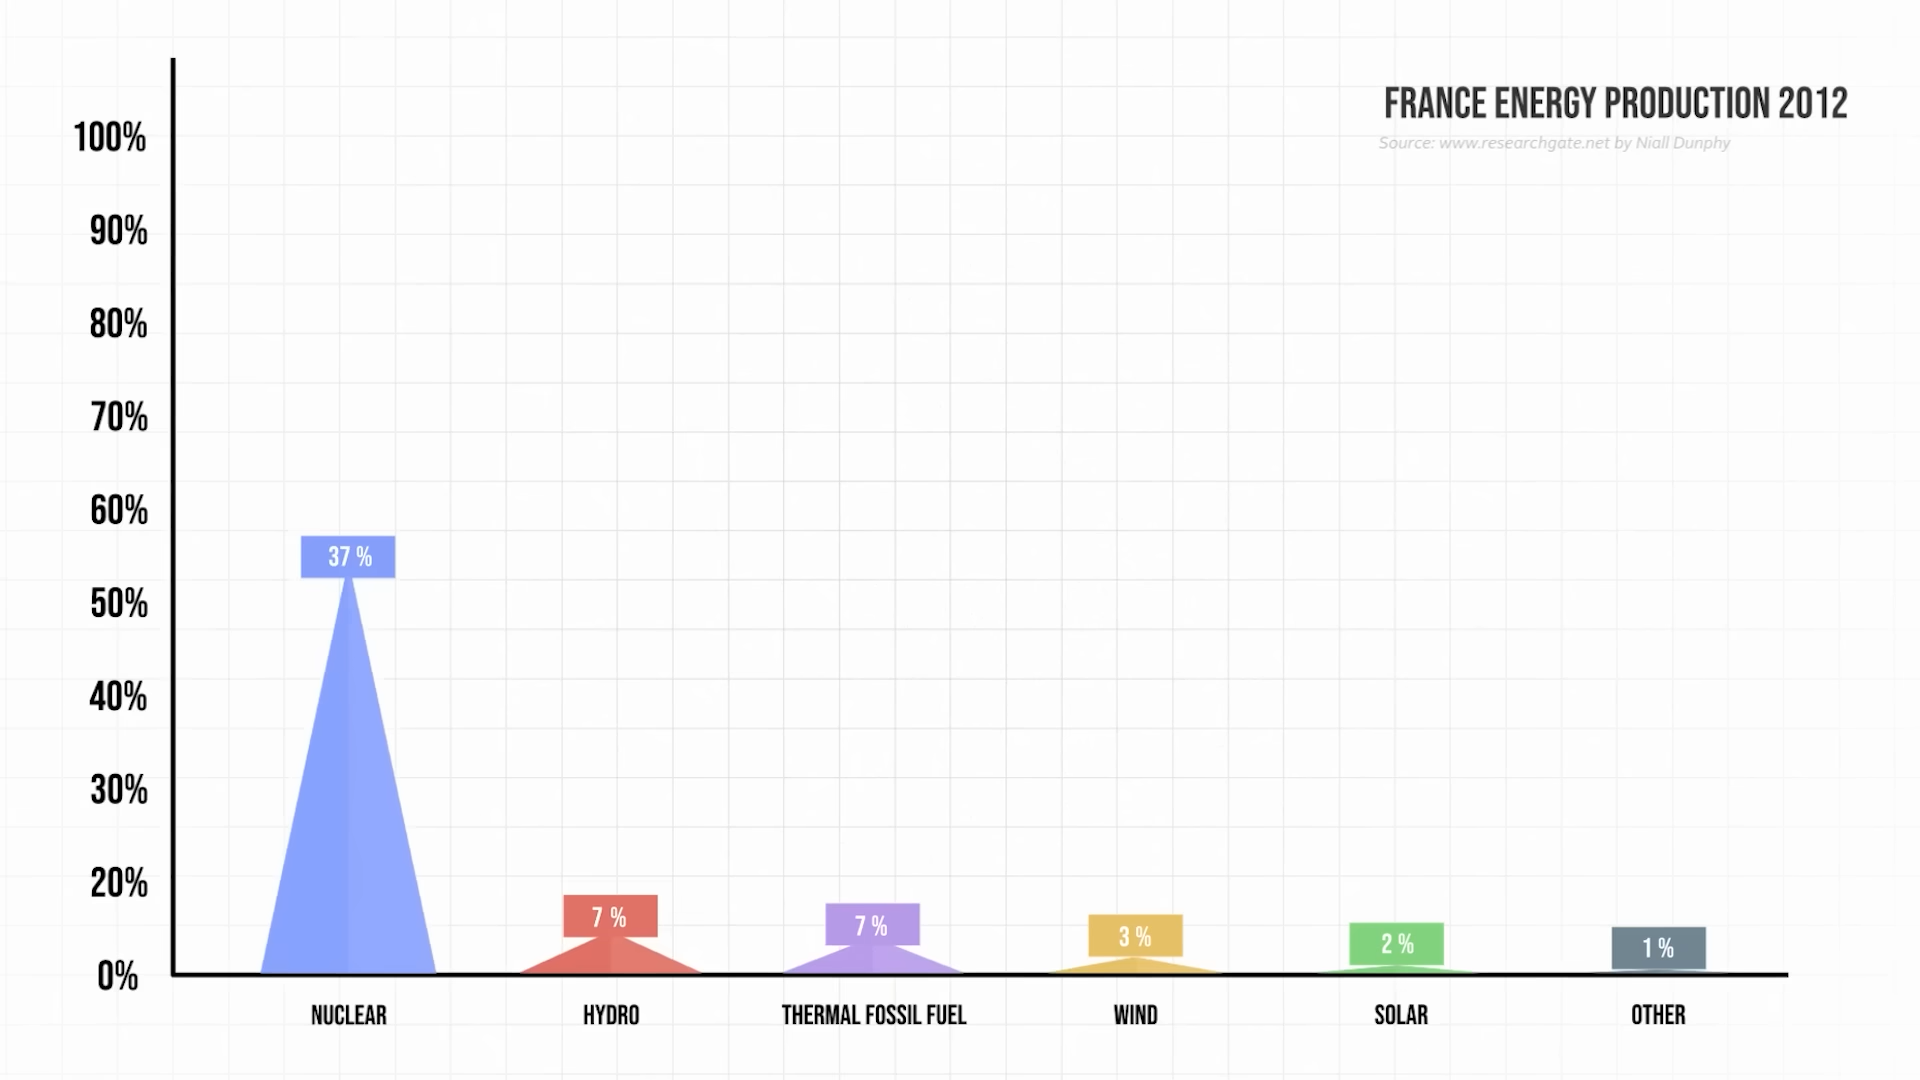 FRANCE ENERGY PRODUCTION 2012
Source: www.researchgate.net by Niall Dunphy
100%
90%
80%
70%
60%
50%
40%
30%
20%
0%
37 %
7 %
7 %
3 %
2 %
1 %
NUCLEAR
HYDRO
THERMAL FOSSIL FUEL
WIND
SOLAR
OTHER